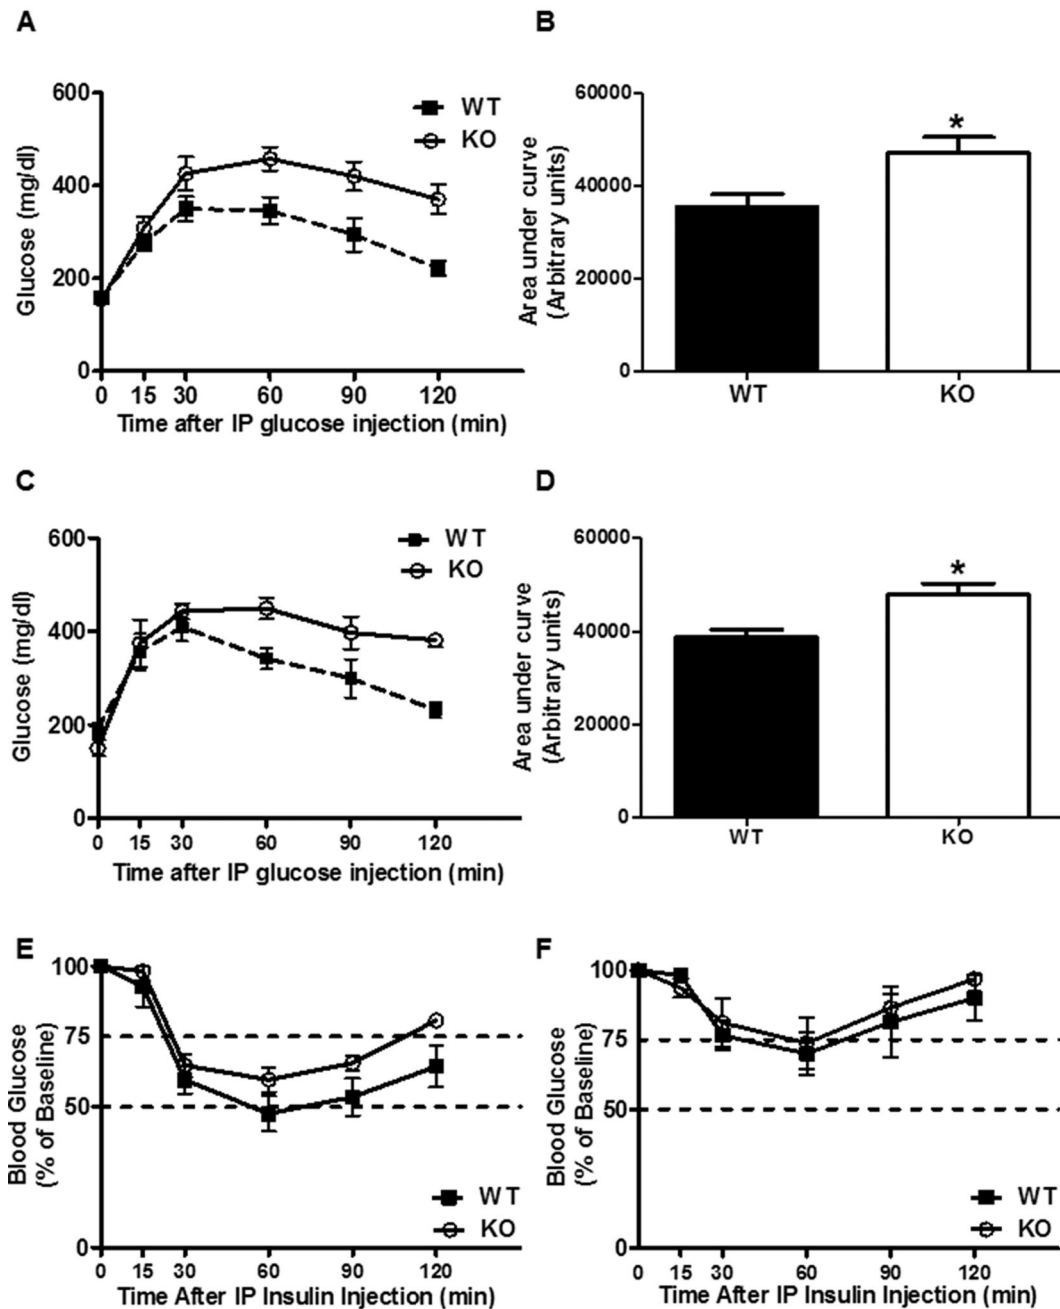 A
600
400
200
0
Glucose (mg/dl)
WT
KO
0 15 30 60 90 120
Time after IP glucose injection (min)
B
60000
40000
20000
0
Area under curve
(Arbitrary units)
*
WT KO
C
600
400
200
0
Glucose (mg/dl)
WT
KO
0 15 30 60 90 120
Time after IP glucose injection (min)
D
60000
40000
20000
0
Area under curve
(Arbitrary units)
*
WT KO
E
100
75
50
0
Blood Glucose
(% of Baseline)
WT
KO
0 15 30 60 90 120
Time After IP Insulin Injection (min)
F
100
75
50
0
Blood Glucose
(% of Baseline)
WT
KO
0 15 30 60 90 120
Time After IP Insulin Injection (min)